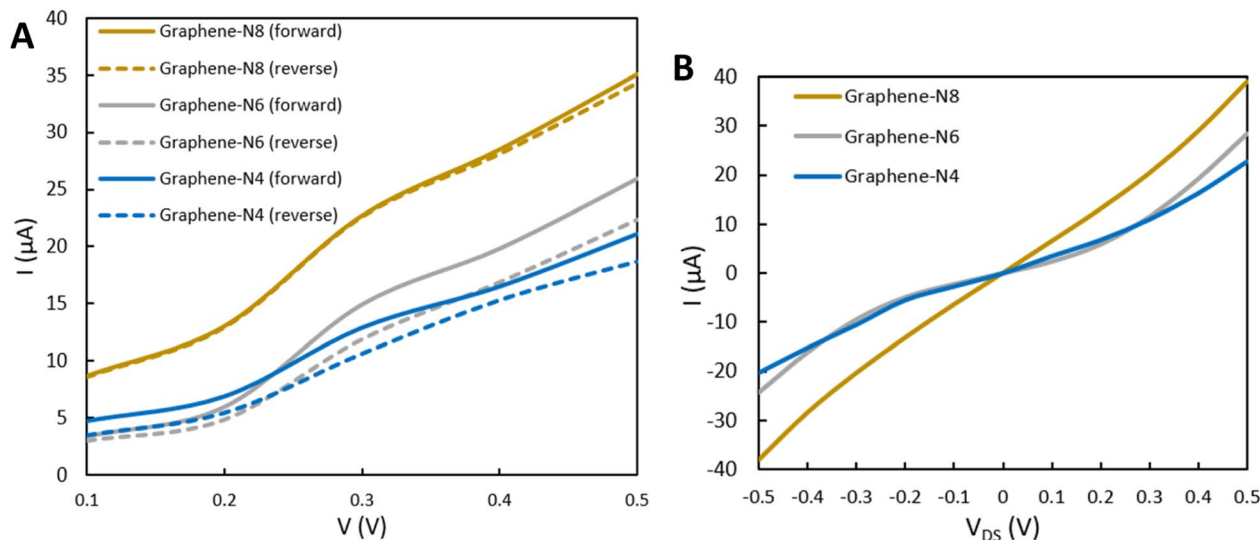 A
40
35
30
25
20
15
10
5
0
I (µA)
Graphene-N8 (forward)
Graphene-N8 (reverse)
Graphene-N6 (forward)
Graphene-N6 (reverse)
Graphene-N4 (forward)
Graphene-N4 (reverse)
0.1 0.2 0.3 0.4 0.5
V (V)
B
40
30
20
10
0
-10
-20
-30
-40
I (µA)
Graphene-N8
Graphene-N6
Graphene-N4
-0.5 -0.4 -0.3 -0.2 -0.1 0 0.1 0.2 0.3 0.4 0.5
V_DS (V)